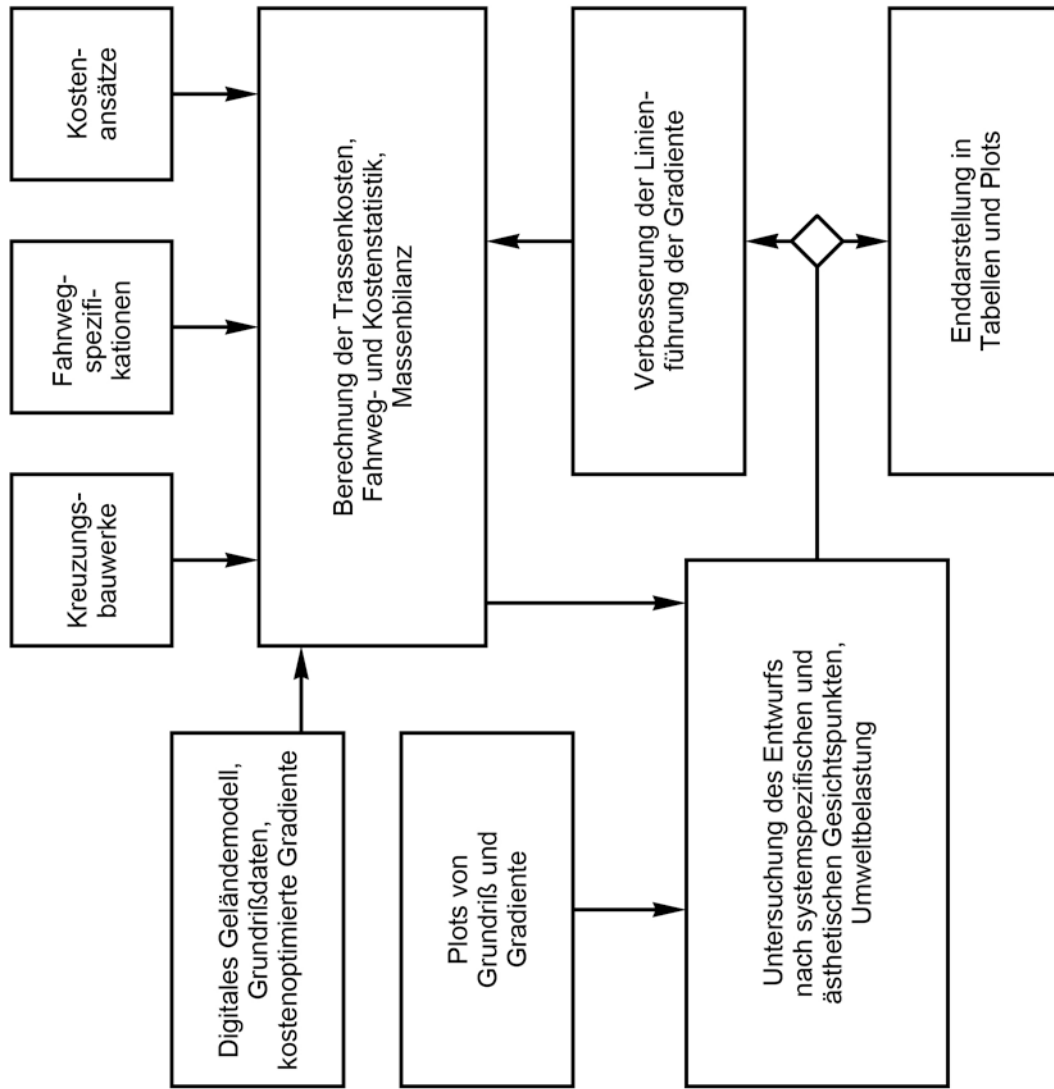 Kosten-
ansätze
Fahrweg-
spezifi-
kationen
Kreuzungs-
bauwerke
Berechnung der Trassenkosten,
Fahrweg- und Kostenstatistik,
Massenbilanz
Digitales Geländemodell,
Grundrißdaten,
kostenoptimierte Gradiente
Plots von
Grundriß und
Gradiente
Verbesserung der Linien-
führung der Gradiente
Untersuchung des Entwurfs
nach systemspezifischen und
ästhetischen Gesichtspunkten,
Umweltbelastung
Enddarstellung in
Tabellen und Plots